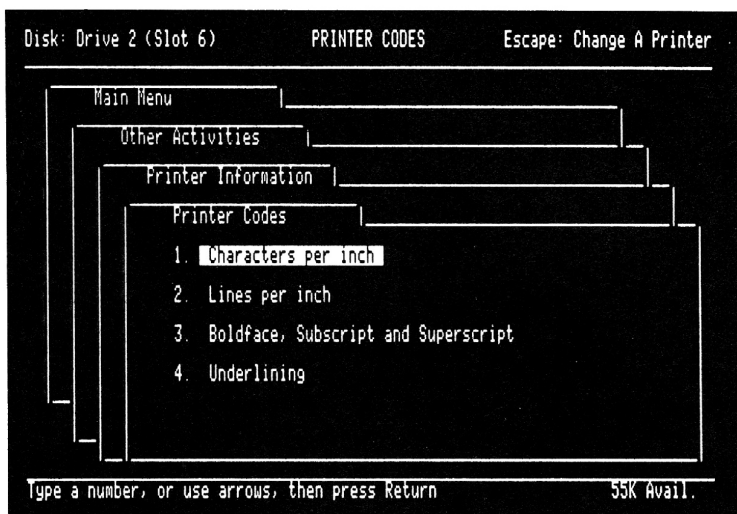 Disk: Drive 2 (Slot 6) PRINTER CODES Escape: Change A Printer
Main Menu
Other Activities
Printer Information
Printer Codes
1. Characters per inch
2. Lines per inch
3. Boldface, Subscript and Superscript
4. Underlining
Type a number, or use arrows, then press Return 55K Avail.